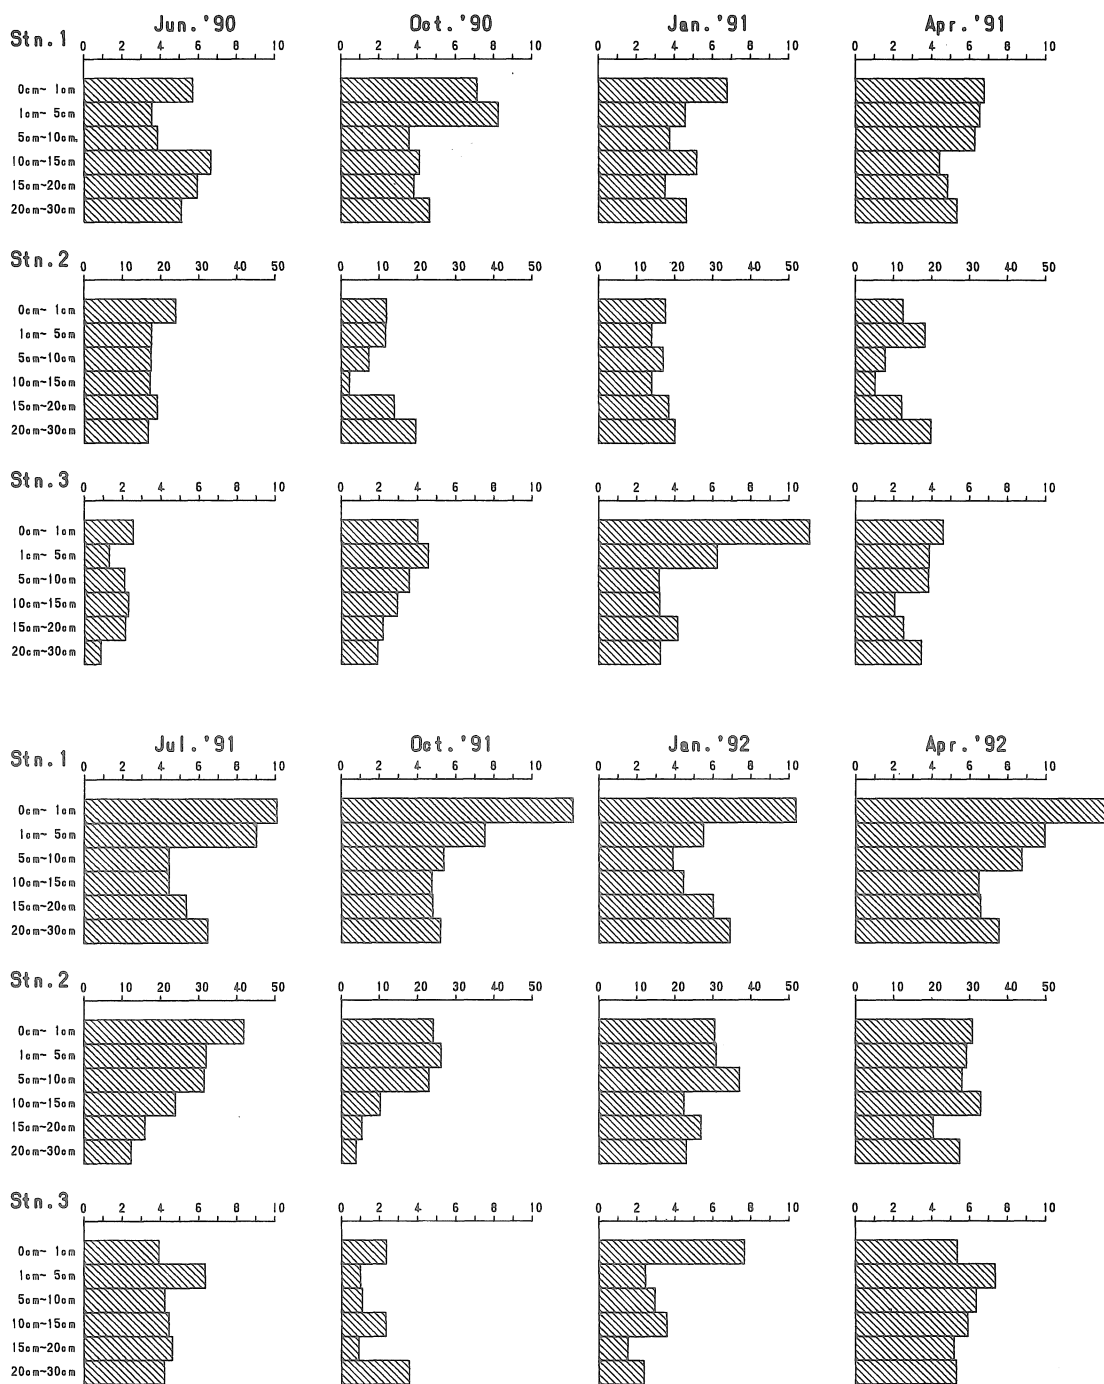 Jun.'90 Oct.'90 Jan.'91 Apr.'91
Stn.1 0 2 4 6 8 10 0 2 4 6 8 10 0 2 4 6 8 10 0 2 4 6 8 10
0cm~ 1cm
1cm~ 5cm
5cm~10cm
10cm~15cm
15cm~20cm
20cm~30cm
Stn.2 0 10 20 30 40 50 0 10 20 30 40 50 0 10 20 30 40 50 0 10 20 30 40 50
0cm~ 1cm
1cm~ 5cm
5cm~10cm
10cm~15cm
15cm~20cm
20cm~30cm
Stn.3 0 2 4 6 8 10 0 2 4 6 8 10 0 2 4 6 8 10 0 2 4 6 8 10
0cm~ 1cm
1cm~ 5cm
5cm~10cm
10cm~15cm
15cm~20cm
20cm~30cm
Jul.'91 Oct.'91 Jan.'92 Apr.'92
Stn.1 0 2 4 6 8 10 0 2 4 6 8 10 0 2 4 6 8 10 0 2 4 6 8 10
0cm~ 1cm
1cm~ 5cm
5cm~10cm
10cm~15cm
15cm~20cm
20cm~30cm
Stn.2 0 10 20 30 40 50 0 10 20 30 40 50 0 10 20 30 40 50 0 10 20 30 40 50
0cm~ 1cm
1cm~ 5cm
5cm~10cm
10cm~15cm
15cm~20cm
20cm~30cm
Stn.3 0 2 4 6 8 10 0 2 4 6 8 10 0 2 4 6 8 10 0 2 4 6 8 10
0cm~ 1cm
1cm~ 5cm
5cm~10cm
10cm~15cm
15cm~20cm
20cm~30cm